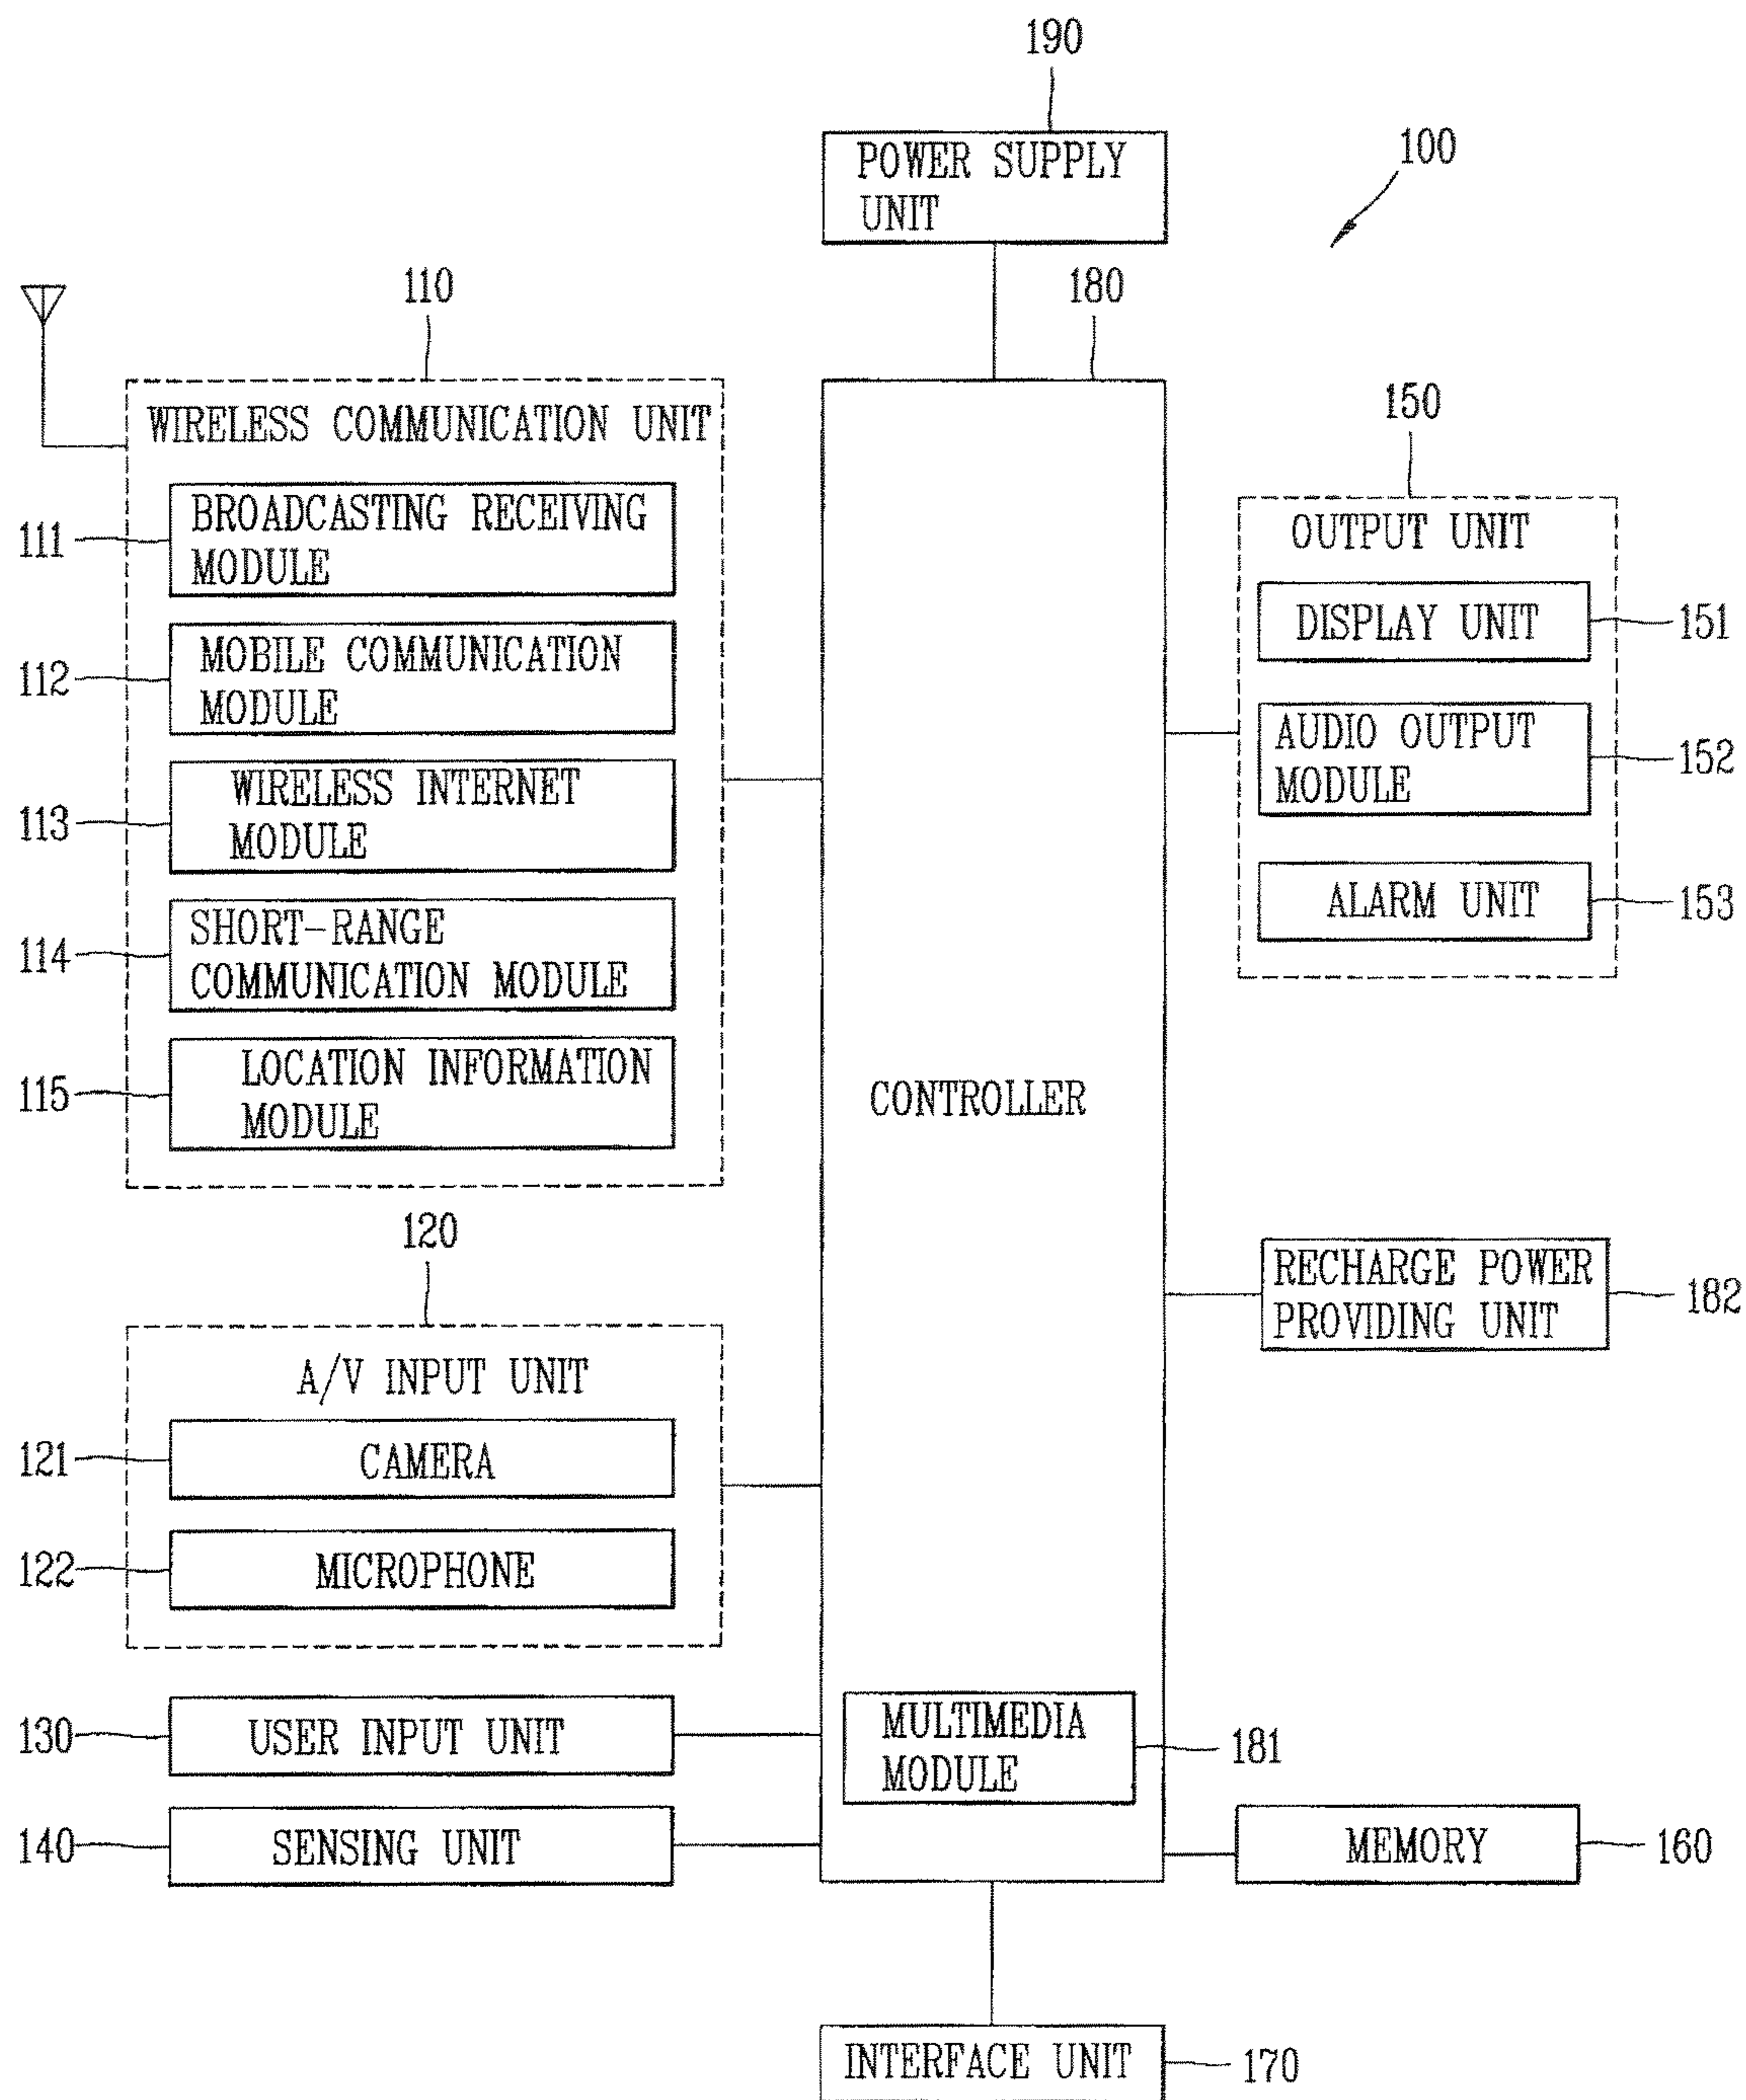 190
POWER SUPPLY
UNIT
100
110
180
WIRELESS COMMUNICATION UNIT
111
BROADCASTING RECEIVING
MODULE
112
MOBILE COMMUNICATION
MODULE
113
WIRELESS INTERNET
MODULE
114
SHORT-RANGE
COMMUNICATION MODULE
115
LOCATION INFORMATION
MODULE
150
OUTPUT UNIT
DISPLAY UNIT
151
AUDIO OUTPUT
MODULE
152
ALARM UNIT
153
CONTROLLER
RECHARGE POWER
PROVIDING UNIT
182
120
A/V INPUT UNIT
121
CAMERA
122
MICROPHONE
130
USER INPUT UNIT
140
SENSING UNIT
MULTIMEDIA
MODULE
181
MEMORY
160
INTERFACE UNIT
170